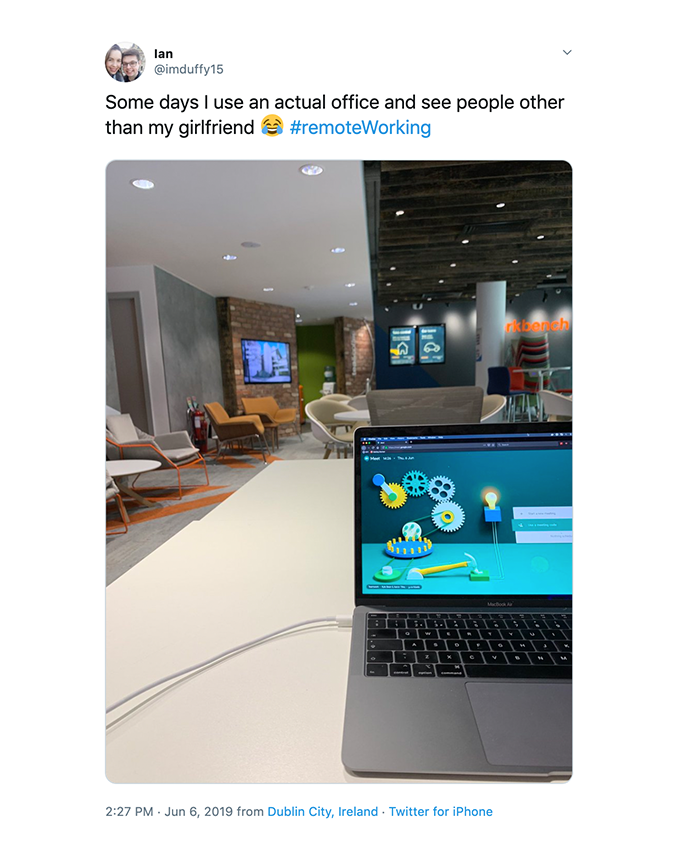 Ian
@imduffy15
Some days I use an actual office and see people other
than my girlfriend 😂 #remoteWorking
rkbench
Meet
MacBook Air
2:27 PM · Jun 6, 2019 from Dublin City, Ireland · Twitter for iPhone